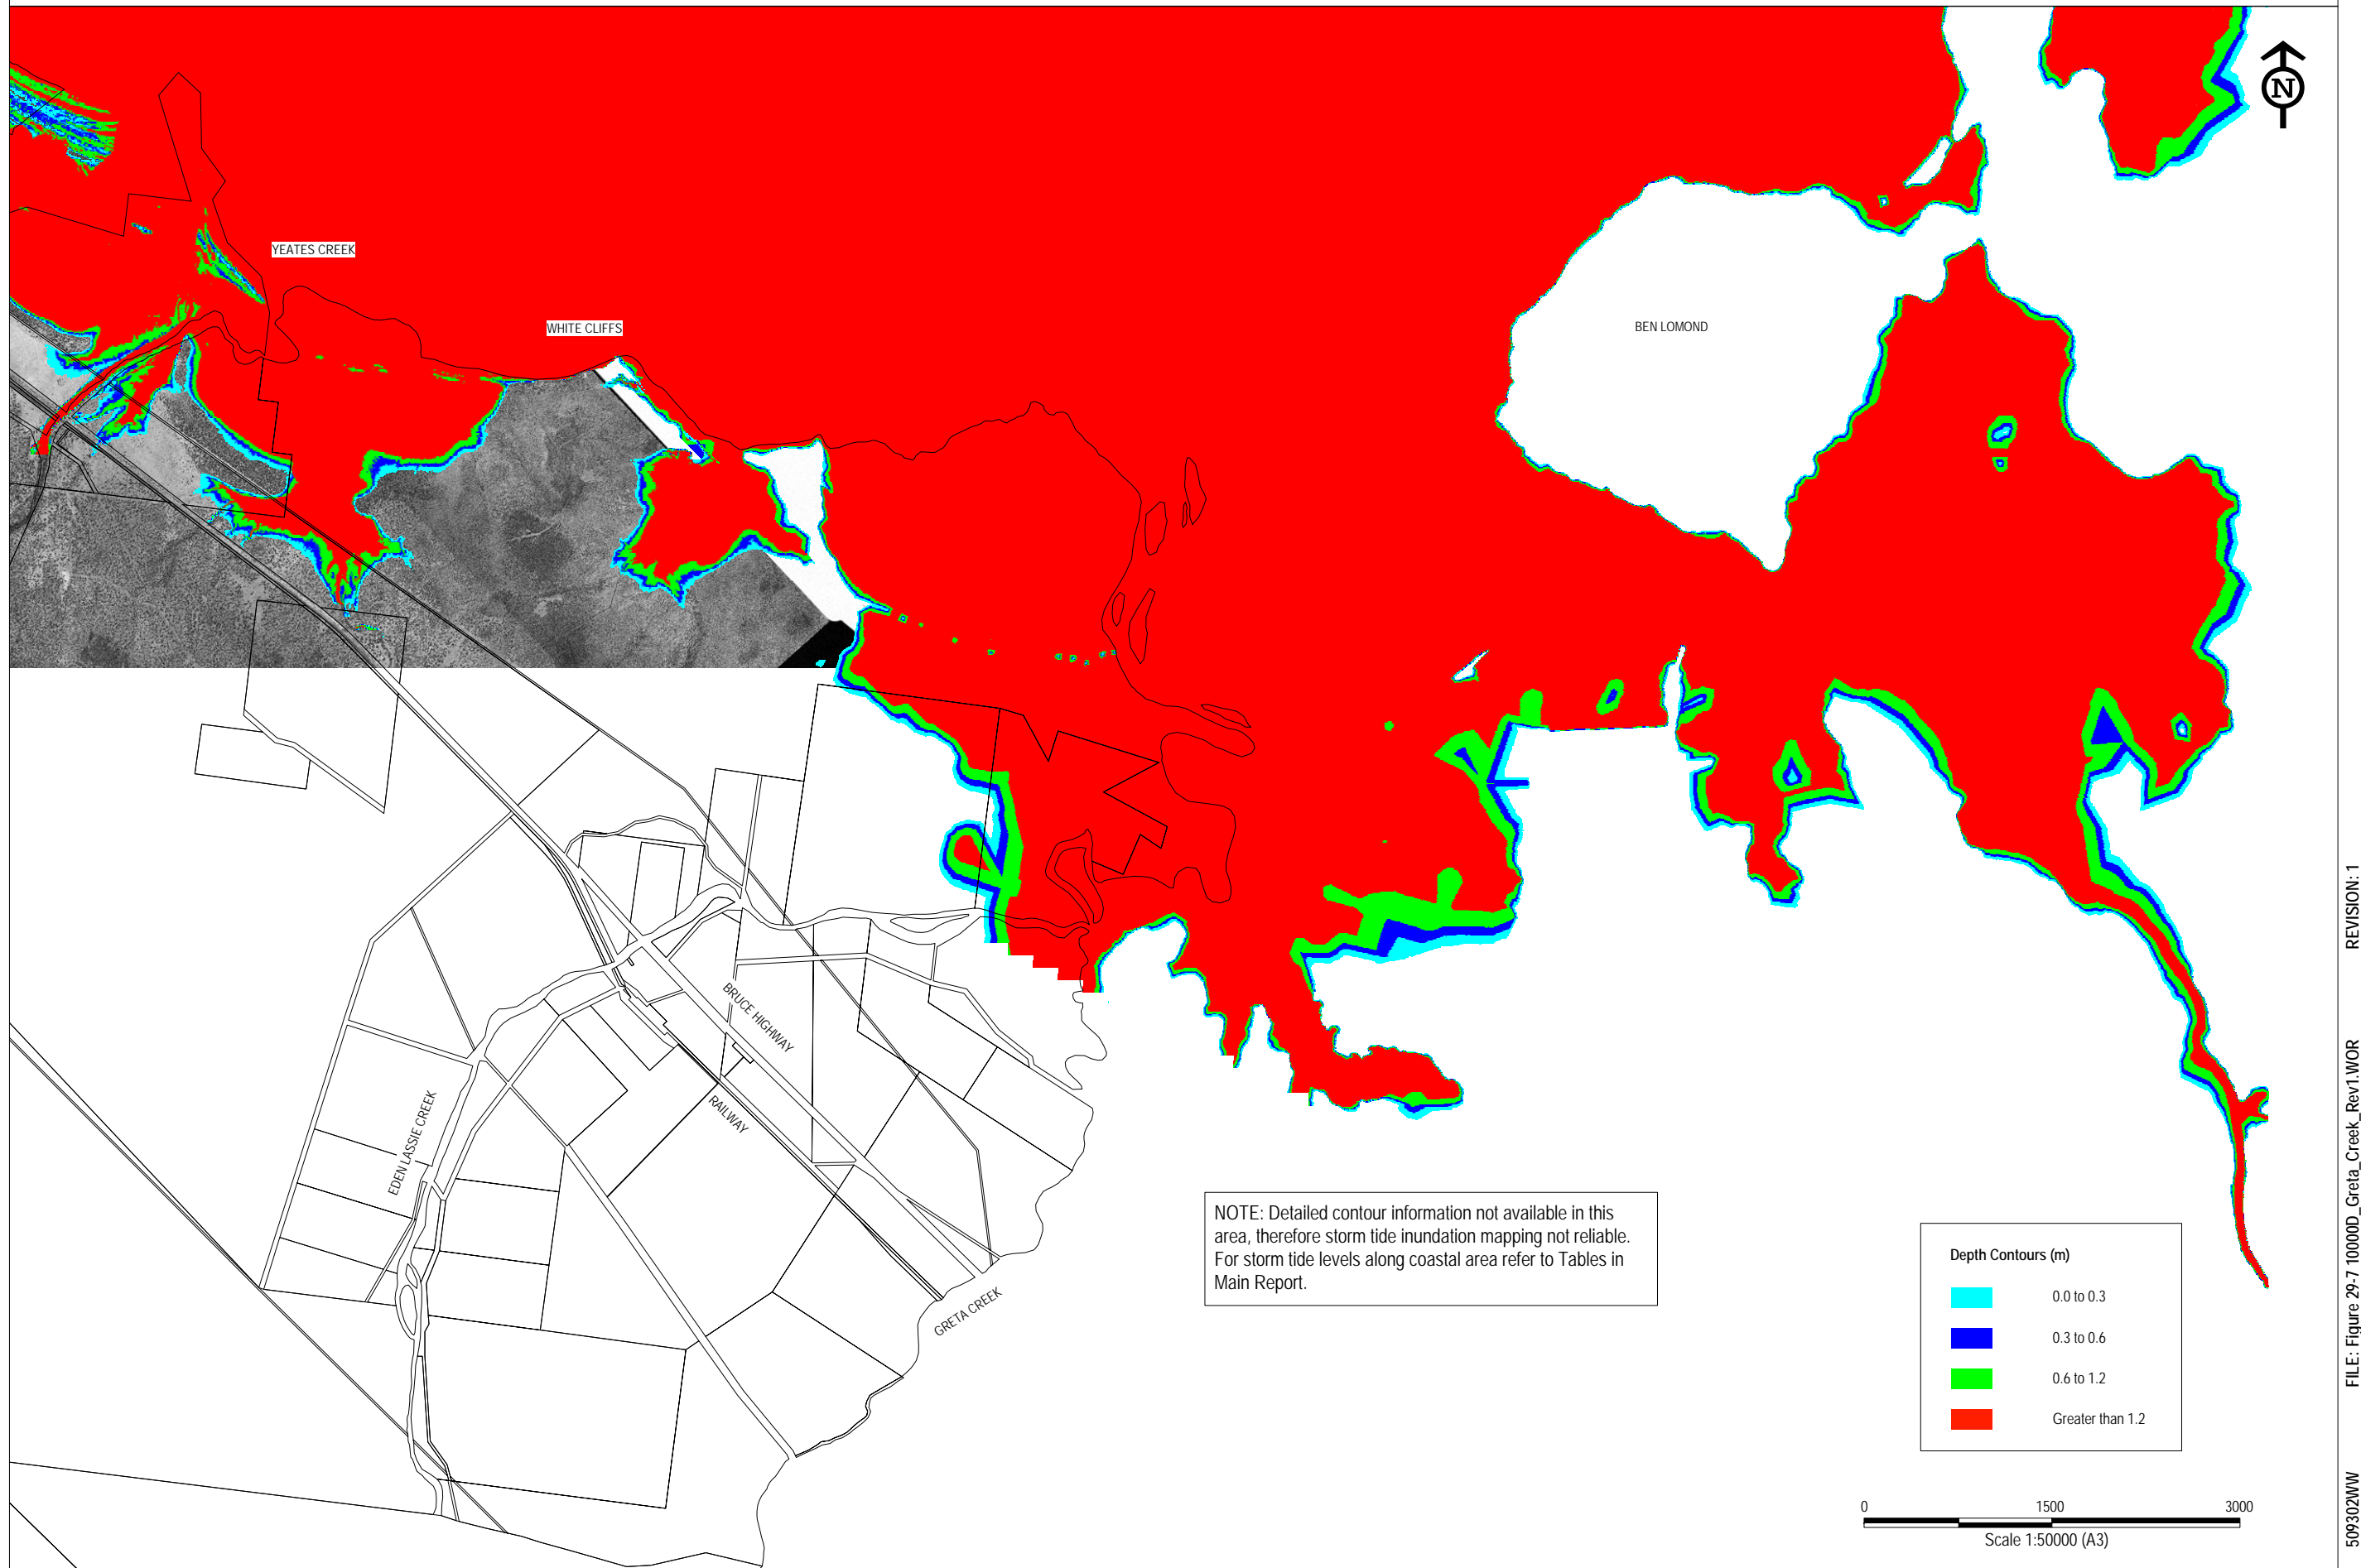 N
YEATES CREEK
WHITE CLIFFS
BEN LOMOND
BRUCE HIGHWAY
RAILWAY
EDEN LASSIE CREEK
GRETA CREEK
NOTE: Detailed contour information not available in this
area, therefore storm tide inundation mapping not reliable.
For storm tide levels along coastal area refer to Tables in
Main Report.
Depth Contours (m)
0.0 to 0.3
0.3 to 0.6
0.6 to 1.2
Greater than 1.2
0 1500 3000
Scale 1:50000 (A3)
509302WW FILE: Figure 29-7 10000D_Greta_Creek_Rev1.WOR REVISION: 1